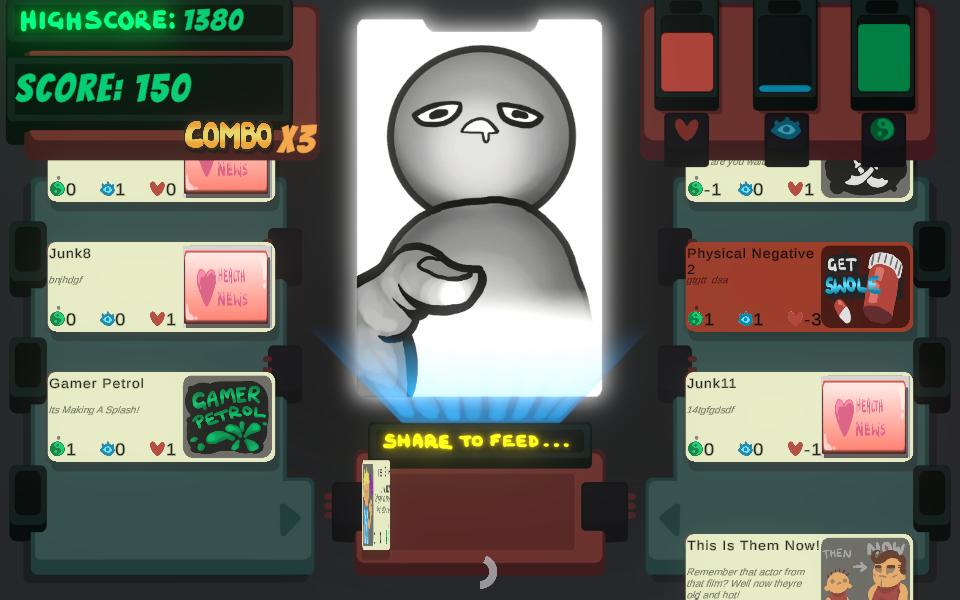 HIGHSCORE: 1380
SCORE: 150
COMBO X3
NEWS
0 1 0
Junk8
bnjhdgf
HEALTH
NEWS
0 0 1
Gamer Petrol
Its Making A Splash!
GAMER
PETROL
1 0 1
SHARE TO FEED...
-1 0 1
Physical Negative
2
gtgtt dsa
GET
SWOLE
1 1 -3
Junk11
14tgfgdsdf
HEALTH
NEWS
0 0 -1
This Is Them Now!
Remember that actor from
that film? Well now theyre
old and hot!
THEN NOW